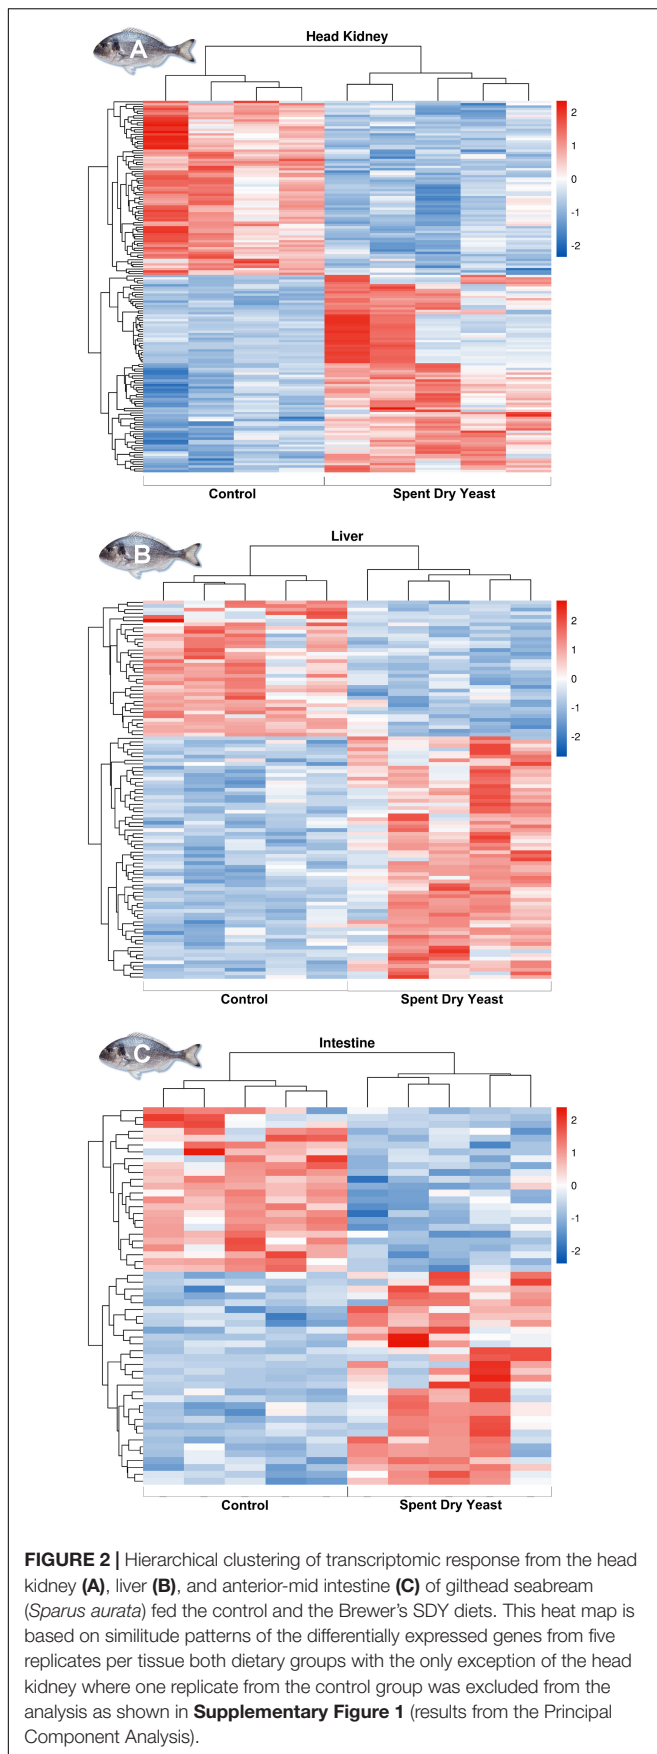 A
Head Kidney
2
1
0
-1
-2
Control
Spent Dry Yeast
B
Liver
2
1
0
-1
-2
Control
Spent Dry Yeast
C
Intestine
2
1
0
-1
-2
Control
Spent Dry Yeast
FIGURE 2 | Hierarchical clustering of transcriptomic response from the head
kidney (A), liver (B), and anterior-mid intestine (C) of gilthead seabream
(Sparus aurata) fed the control and the Brewer's SDY diets. This heat map is
based on similitude patterns of the differentially expressed genes from five
replicates per tissue both dietary groups with the only exception of the head
kidney where one replicate from the control group was excluded from the
analysis as shown in Supplementary Figure 1 (results from the Principal
Component Analysis).